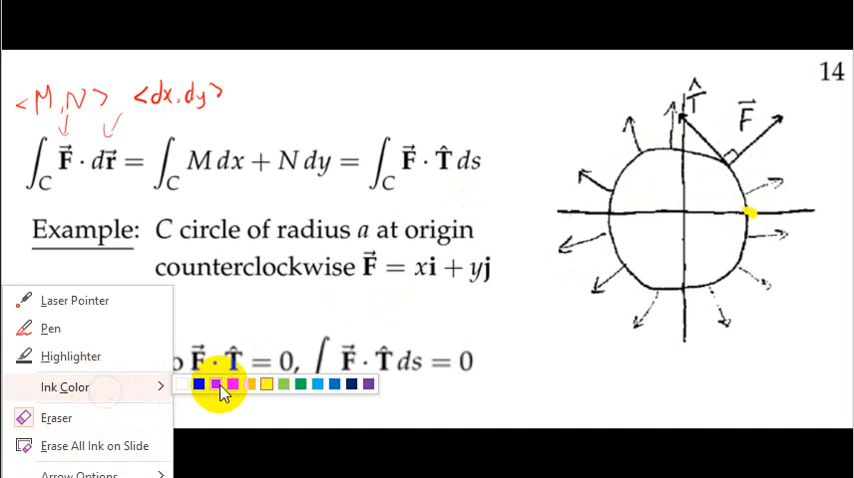 14
<M,N> <dx,dy>
∫_C F⃗ · dr⃗ = ∫_C M dx + N dy = ∫_C F⃗ · T̂ ds
Example: C circle of radius a at origin
counterclockwise F⃗ = xi + yj
F⃗ · T̂ = 0, ∫ F⃗ · T̂ ds = 0
T̂
F⃗
Laser Pointer
Pen
Highlighter
Ink Color
Eraser
Erase All Ink on Slide
Arrow Options